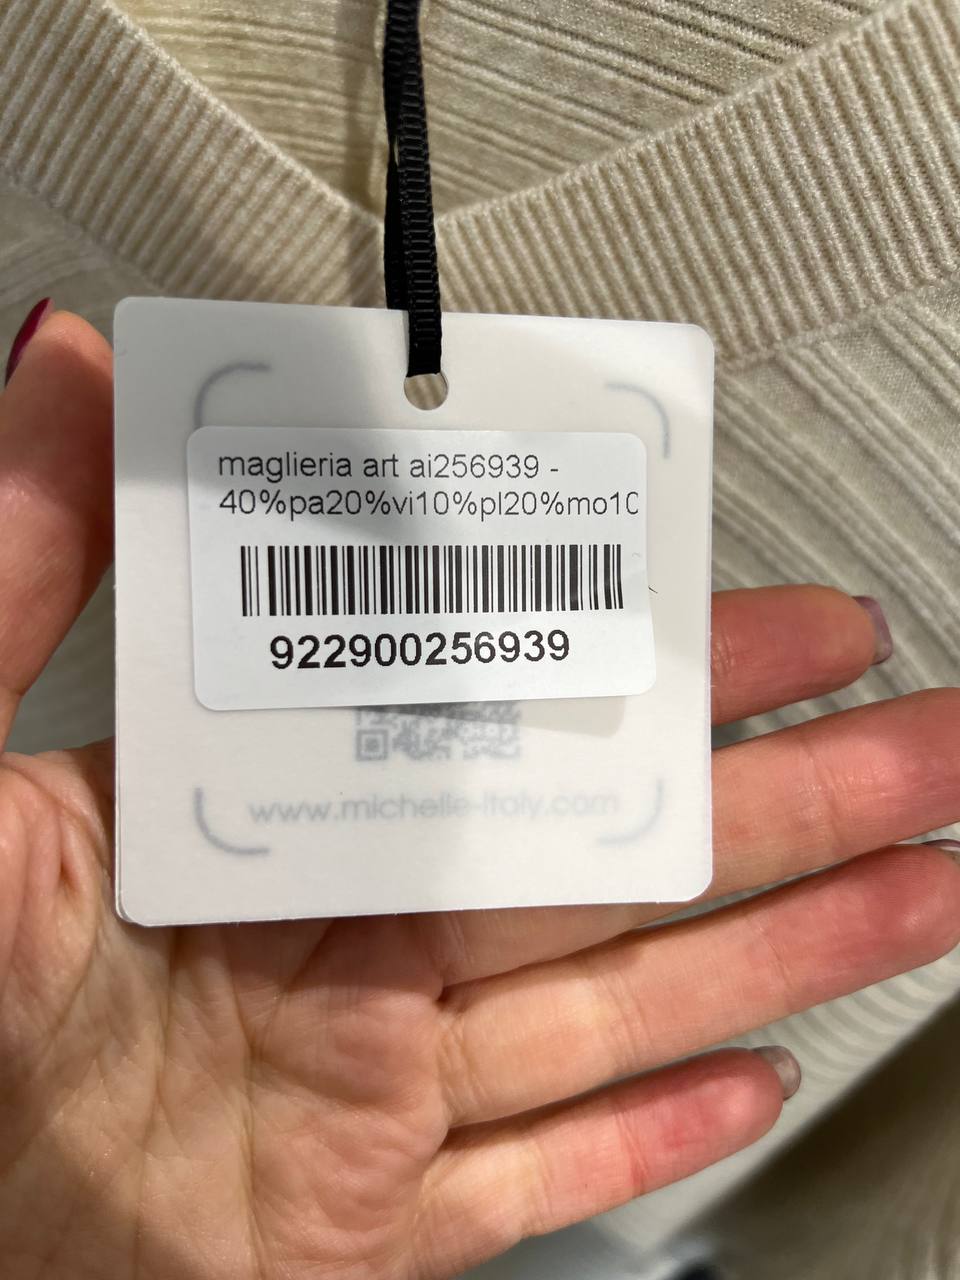 maglieria art ai256939 -
40%pa20%vi10%pl20%mo10
922900256939
www.michelle-italy.com